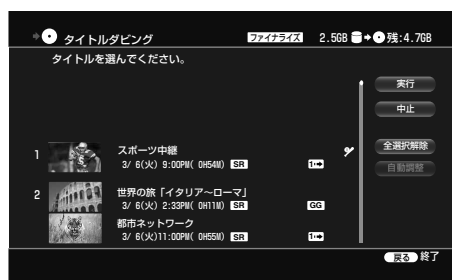 タイトルダビング ファイナライズ 2.5GB 残:4.7GB
タイトルを選んでください。
実行
中止
全選択解除
自動調整
1 スポーツ中継
3/ 6(火) 9:00PM( 0H54M) SR 1
2 世界の旅「イタリア～ローマ」
3/ 6(火) 2:33PM( 0H11M) SR GG
都市ネットワーク
3/ 6(火)11:00PM( 0H55M) SR 1
戻る 終了